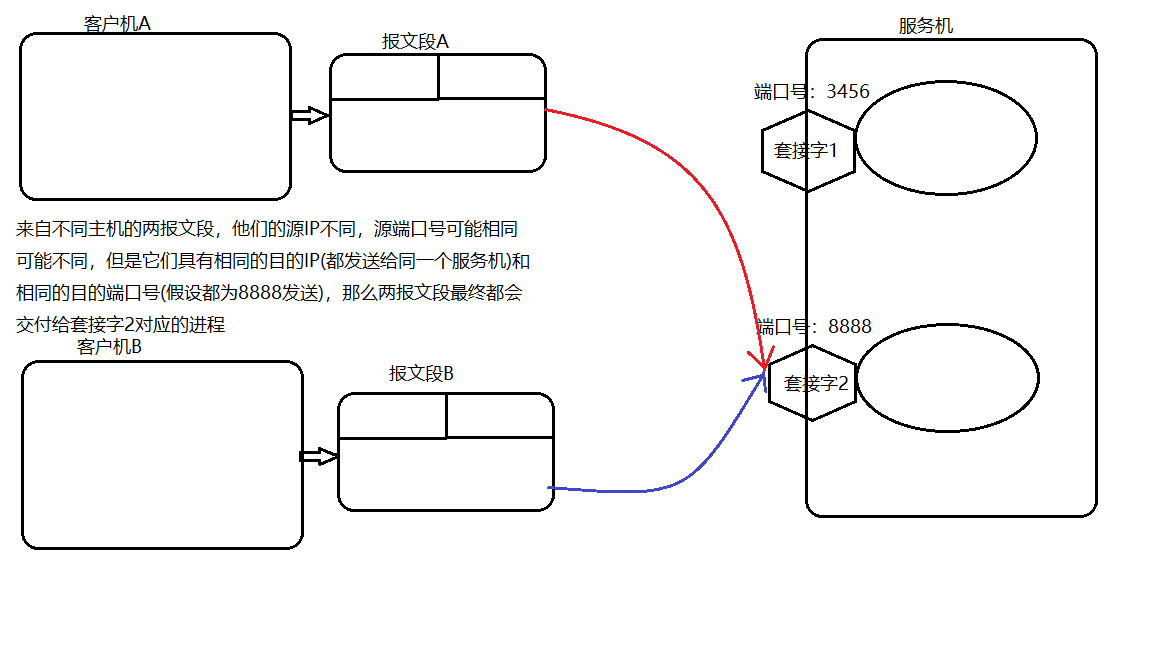 客户机A
报文段A
服务机
端口号：3456
套接字1
来自不同主机的两报文段，他们的源IP不同，源端口号可能相同
可能不同，但是它们具有相同的目的IP(都发送给同一个服务机)和
相同的目的端口号(假设都为8888发送)，那么两报文段最终都会
交付给套接字2对应的进程
端口号：8888
套接字2
客户机B
报文段B